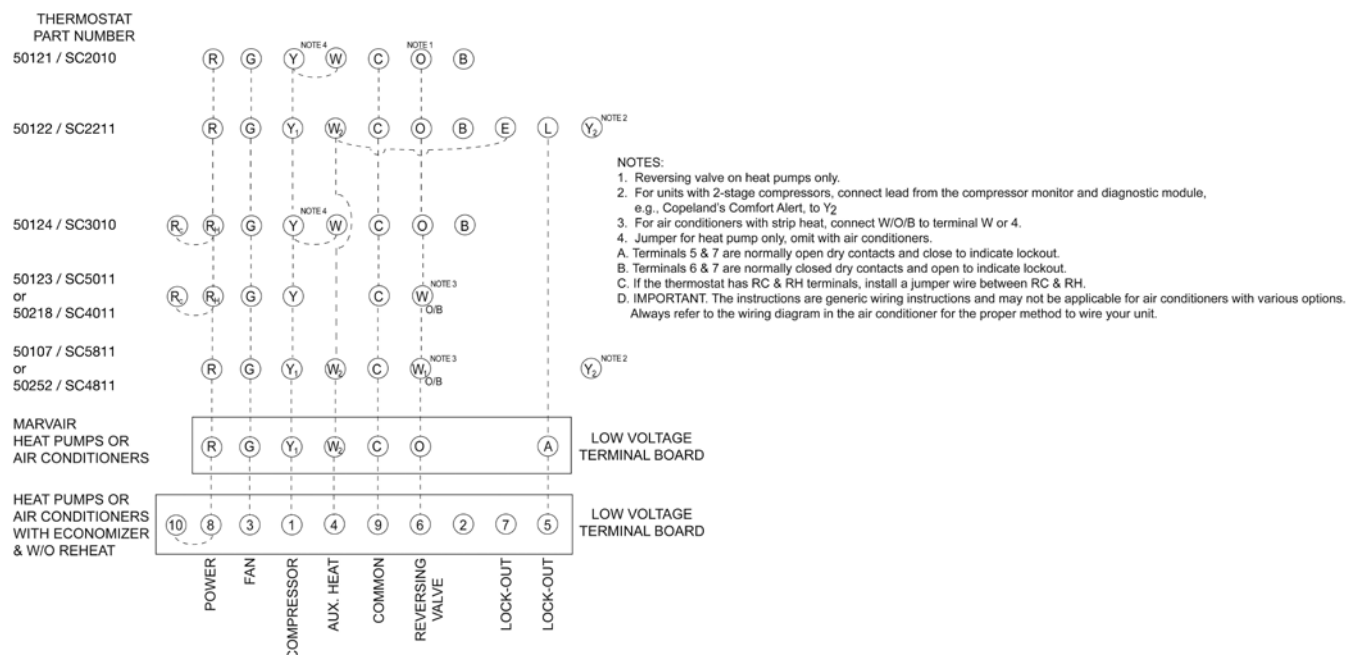 THERMOSTAT
PART NUMBER
50121 / SC2010
R G Y NOTE 4 W C NOTE 1 O B
50122 / SC2211
R G Y1 W2 C O B E L Y2 NOTE 2
50124 / SC3010
RC RH G Y NOTE 4 W C O B
50123 / SC5011
or
50218 / SC4011
RC RH G Y C W NOTE 3
O/B
50107 / SC5811
or
50252 / SC4811
R G Y1 W2 C W1 NOTE 3 Y2 NOTE 2
O/B
NOTES:
1. Reversing valve on heat pumps only.
2. For units with 2-stage compressors, connect lead from the compressor monitor and diagnostic module,
e.g., Copeland's Comfort Alert, to Y2
3. For air conditioners with strip heat, connect W/O/B to terminal W or 4.
4. Jumper for heat pump only, omit with air conditioners.
A. Terminals 5 & 7 are normally open dry contacts and close to indicate lockout.
B. Terminals 6 & 7 are normally closed dry contacts and open to indicate lockout.
C. If the thermostat has RC & RH terminals, install a jumper wire between RC & RH.
D. IMPORTANT. The instructions are generic wiring instructions and may not be applicable for air conditioners with various options.
Always refer to the wiring diagram in the air conditioner for the proper method to wire your unit.
MARVAIR
HEAT PUMPS OR
AIR CONDITIONERS
R G Y1 W2 C O A
LOW VOLTAGE
TERMINAL BOARD
HEAT PUMPS OR
AIR CONDITIONERS
WITH ECONOMIZER
& W/O REHEAT
10 8 3 1 4 9 6 2 7 5
LOW VOLTAGE
TERMINAL BOARD
POWER
FAN
COMPRESSOR
AUX. HEAT
COMMON
REVERSING
VALVE
LOCK-OUT
LOCK-OUT